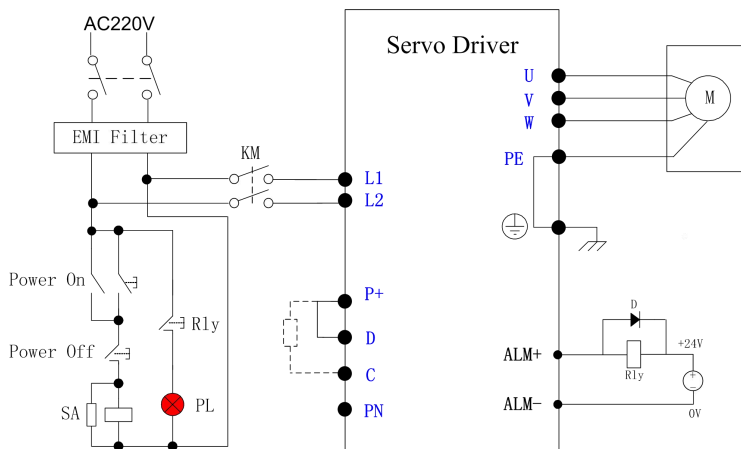 AC220V
Servo Driver
EMI Filter
KM
L1
L2
U
V
W
PE
M
Power On
Power Off
Rly
SA
PL
P+
D
C
PN
ALM+
ALM-
D
Rly
+24V
+
-
0V